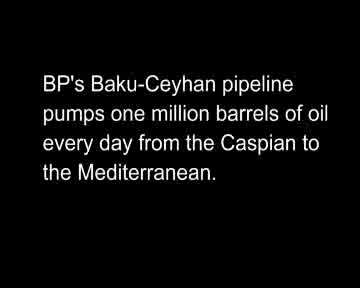 BP's Baku-Ceyhan pipeline
pumps one million barrels of oil
every day from the Caspian to
the Mediterranean.